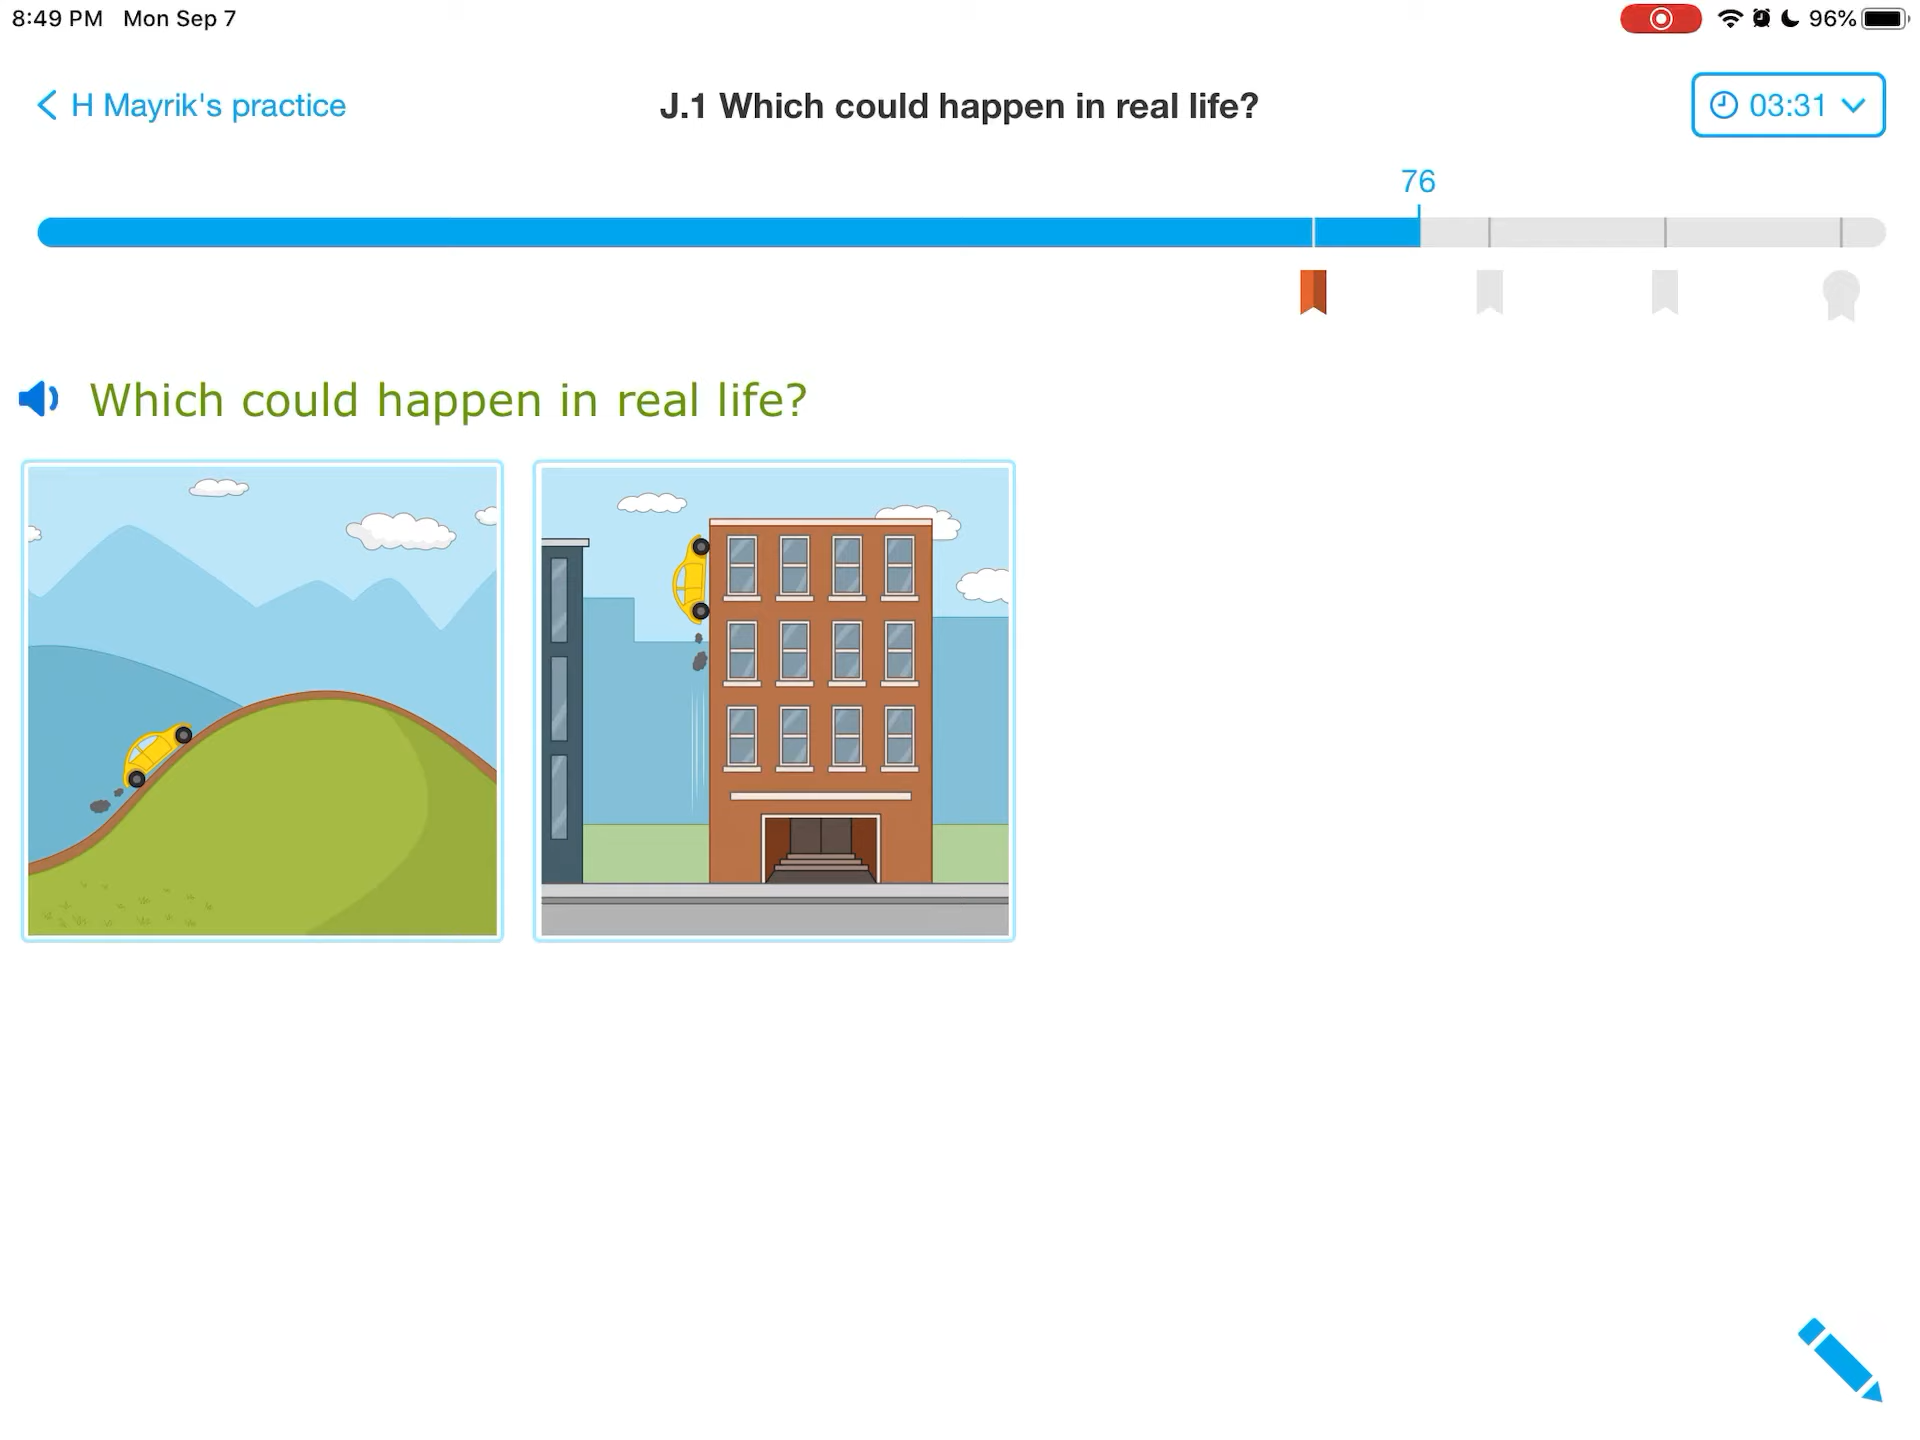 8:49 PM Mon Sep 7
96%
H Mayrik's practice
J.1 Which could happen in real life?
03:31
76
Which could happen in real life?